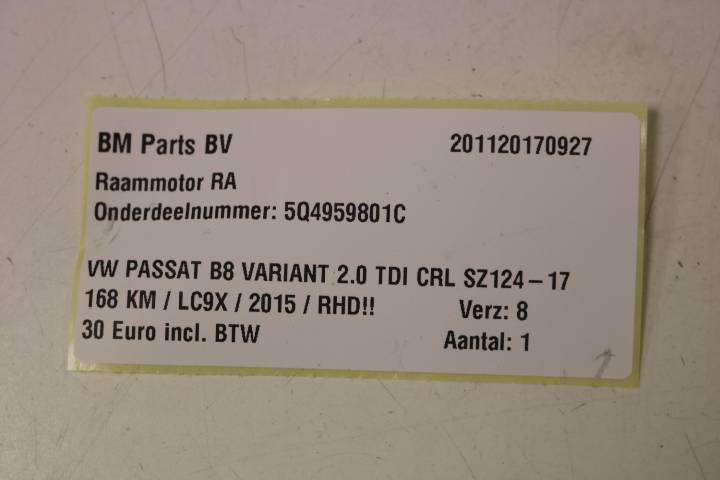 BM Parts BV 201120170927
Raammotor RA
Onderdeelnummer: 5Q4959801C
VW PASSAT B8 VARIANT 2.0 TDI CRL SZ124-17
168 KM / LC9X / 2015 / RHD!! Verz: 8
30 Euro incl. BTW Aantal: 1